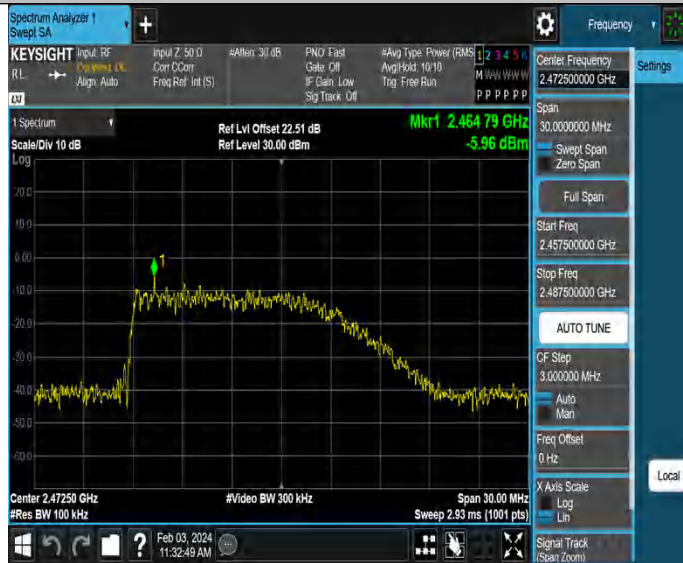 Spectrum Analyzer 1
Swept SA
Frequency
KEYSIGHT Input: RF
Coupling: DC
Align: Auto
R L
LXI
Input Z: 50 Ω
Corr CCorr
Freq Ref: Int (S)
#Atten: 30 dB
PNO: Fast
Gate: Off
IF Gain: Low
Sig Track: Off
#Avg Type: Power (RMS)
Avg|Hold: 10/10
Trig: Free Run
1 2 3 4 5 6
M W W W W W
P P P P P P
Center Frequency
2.472500000 GHz
Settings
Span
30.0000000 MHz
Swept Span
Zero Span
Full Span
Start Freq
2.457500000 GHz
Stop Freq
2.487500000 GHz
AUTO TUNE
CF Step
3.000000 MHz
Auto
Man
Freq Offset
0 Hz
X Axis Scale
Log
Lin
Signal Track
(Span Zoom)
Local
1 Spectrum
Scale/Div 10 dB
Ref Lvl Offset 22.51 dB
Ref Level 30.00 dBm
Mkr1 2.464 79 GHz
-5.96 dBm
Log
20.0
10.0
0.00
-10.0
-20.0
-30.0
-40.0
-50.0
-60.0
1
Center 2.47250 GHz
#Res BW 100 kHz
#Video BW 300 kHz
Span 30.00 MHz
Sweep 2.93 ms (1001 pts)
Feb 03, 2024
11:32:49 AM